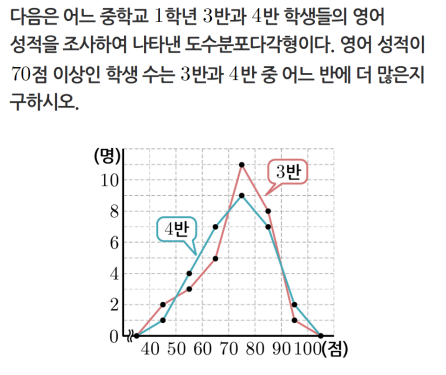 다음은 어느 중학교 1학년 3반과 4반 학생들의 영어
성적을 조사하여 나타낸 도수분포다각형이다. 영어 성적이
70점 이상인 학생 수는 3반과 4반 중 어느 반에 더 많은지
구하시오.
(명)
3반
10
8
4반
6
4
2
0
40 50 60 70 80 90 100(점)